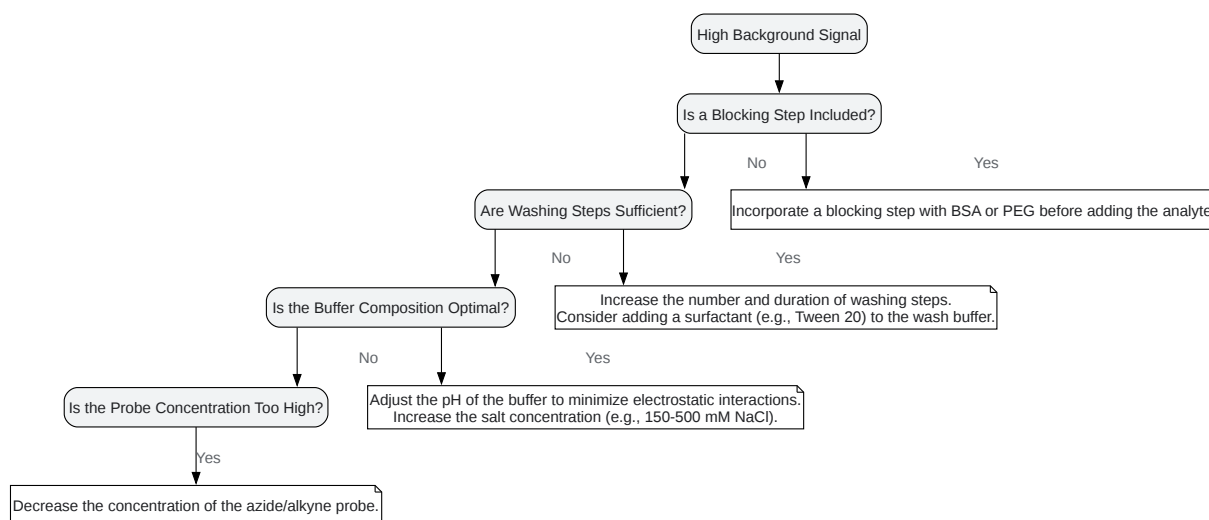 High Background Signal
Is a Blocking Step Included?
No
Yes
Are Washing Steps Sufficient?
Incorporate a blocking step with BSA or PEG before adding the analyte
No
Yes
Is the Buffer Composition Optimal?
Increase the number and duration of washing steps.
Consider adding a surfactant (e.g., Tween 20) to the wash buffer.
No
Yes
Is the Probe Concentration Too High?
Adjust the pH of the buffer to minimize electrostatic interactions.
Increase the salt concentration (e.g., 150-500 mM NaCl).
Yes
Decrease the concentration of the azide/alkyne probe.